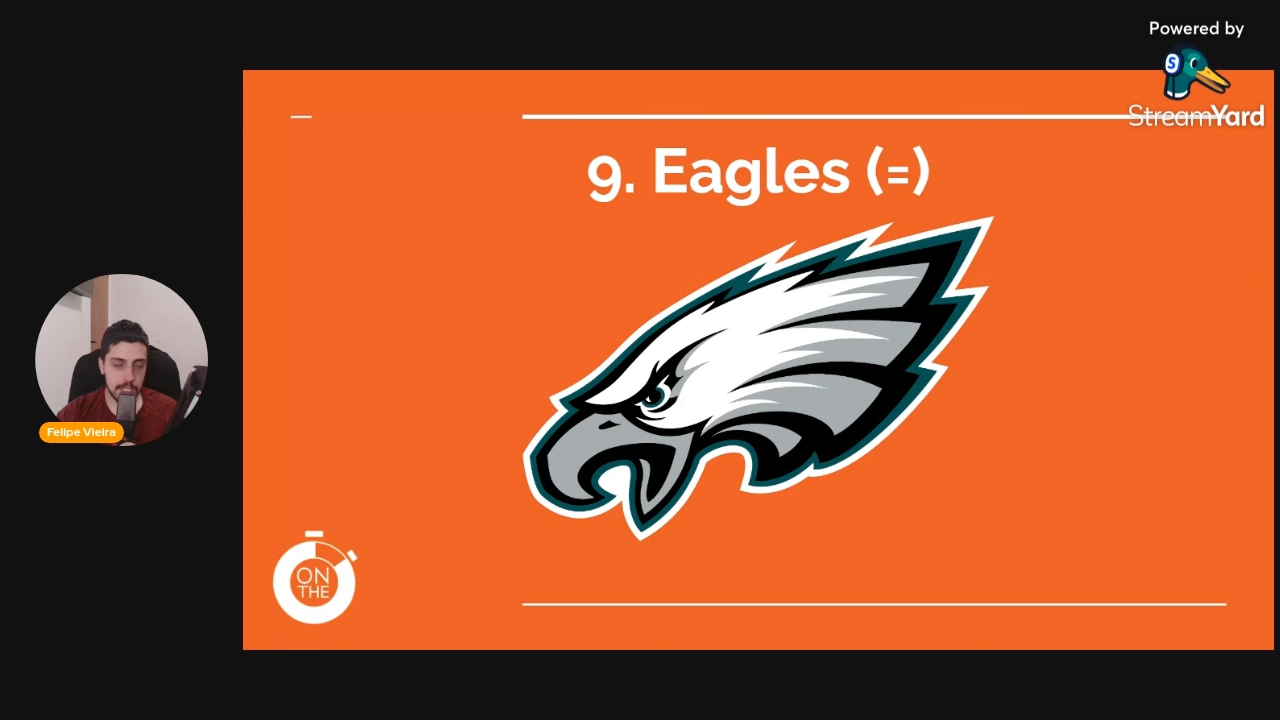 Powered by
S
StreamYard
9. Eagles (=)
Felipe Vieira
ON
THE